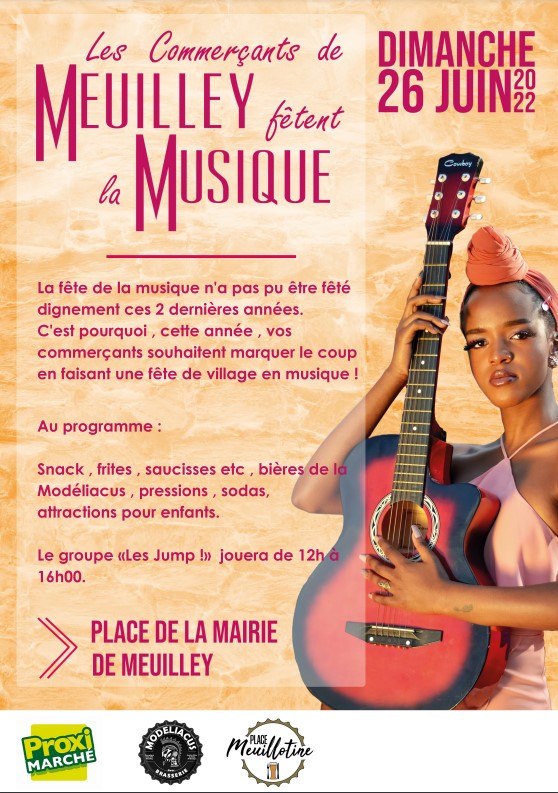 Les Commerçants de
MEUILLEY fêtent
la MUSIQUE
DIMANCHE
26 JUIN 2022
Cowboy
La fête de la musique n'a pas pu être fêté
dignement ces 2 dernières années.
C'est pourquoi , cette année , vos
commerçants souhaitent marquer le coup
en faisant une fête de village en musique !
Au programme :
Snack , frites , saucisses etc , bières de la
Modéliacus , pressions , sodas,
attractions pour enfants.
Le groupe «Les Jump !»  jouera de 12h à
16h00.
PLACE DE LA MAIRIE
DE MEUILLEY
Proxi
MARCHÉ
MODELIACUS
BRASSERIE
PLACE
Meuillotine